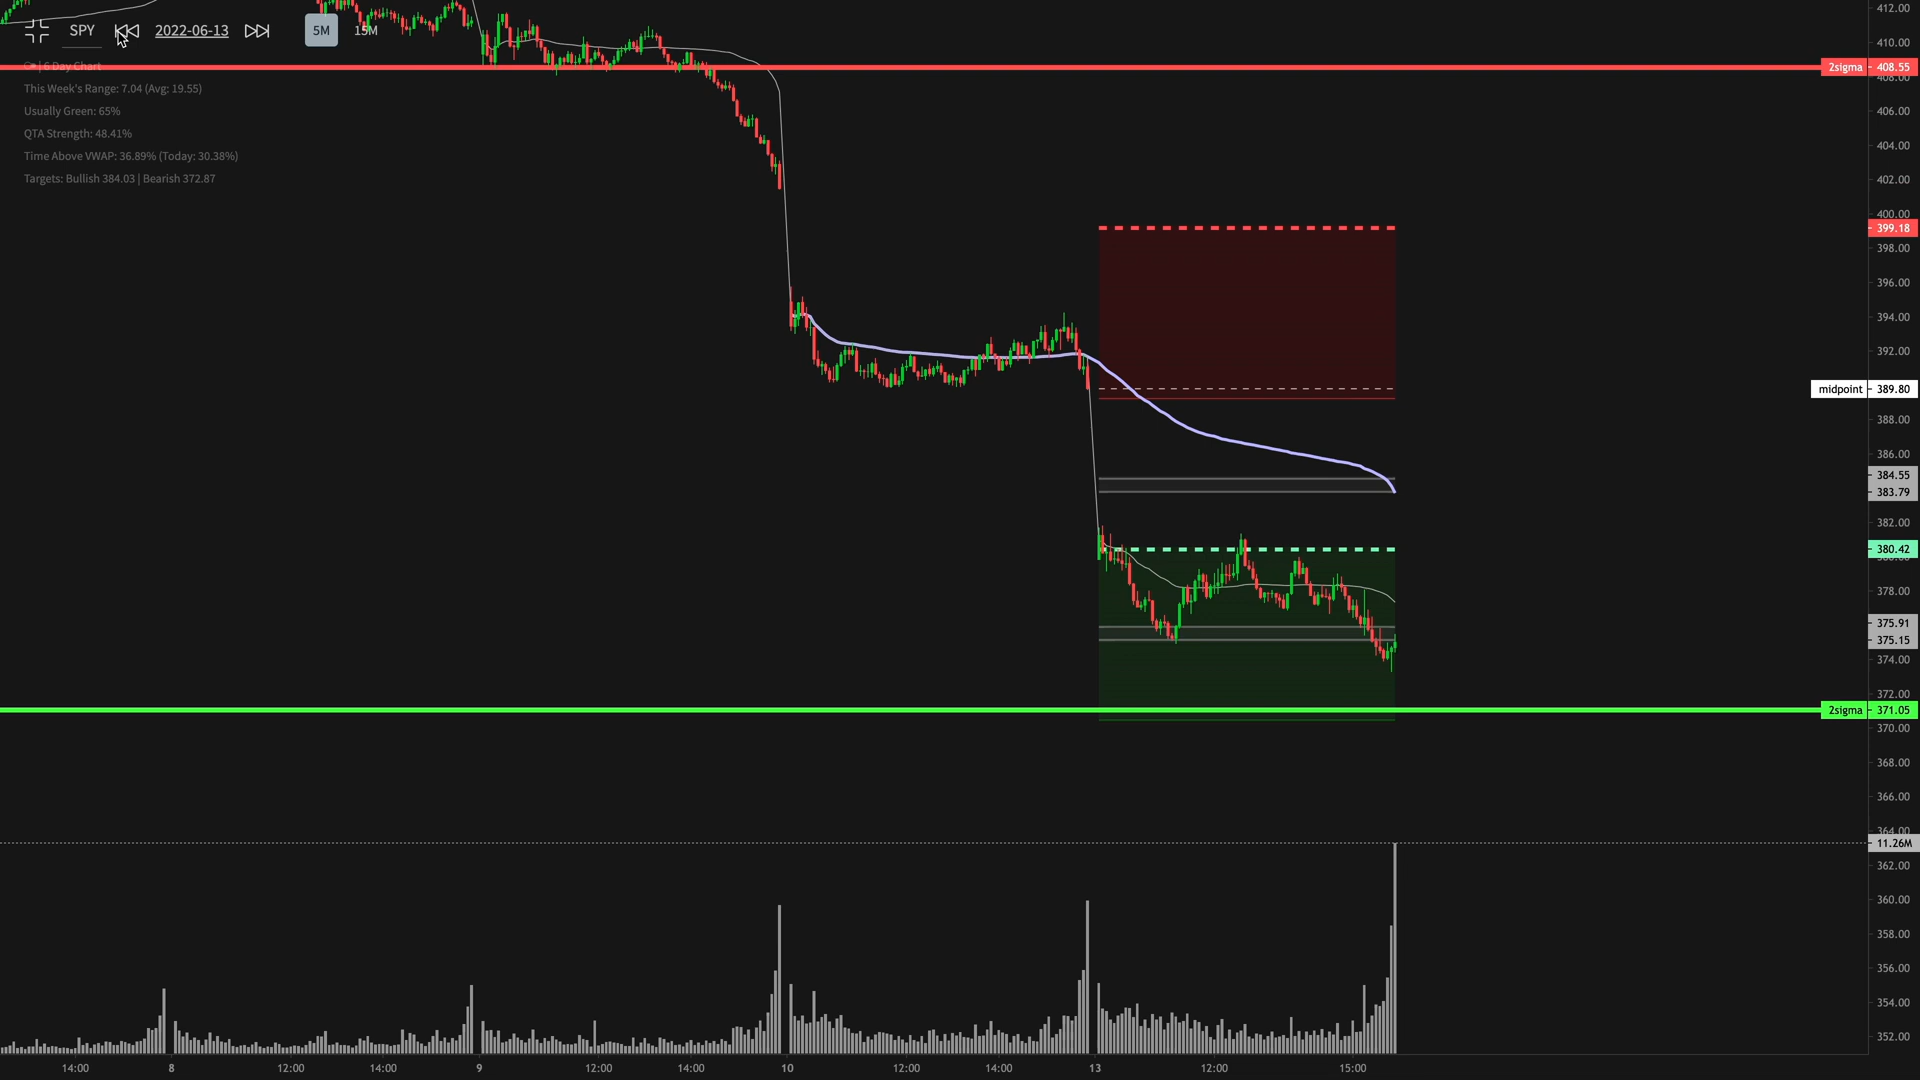 SPY 2022-06-13 5M 15M
| 6 Day Chart
This Week's Range: 7.04 (Avg: 19.55)
Usually Green: 65%
QTA Strength: 48.41%
Time Above VWAP: 36.89% (Today: 30.38%)
Targets: Bullish 384.03 | Bearish 372.87
412.00
410.00
2sigma 408.55
408.00
406.00
404.00
402.00
400.00
399.18
398.00
396.00
394.00
392.00
midpoint 389.80
388.00
386.00
384.55
383.79
382.00
380.42
378.00
375.91
375.15
374.00
372.00
2sigma 371.05
370.00
368.00
366.00
364.00
11.26M
362.00
360.00
358.00
356.00
354.00
352.00
14:00 8 12:00 14:00 9 12:00 14:00 10 12:00 14:00 13 12:00 15:00